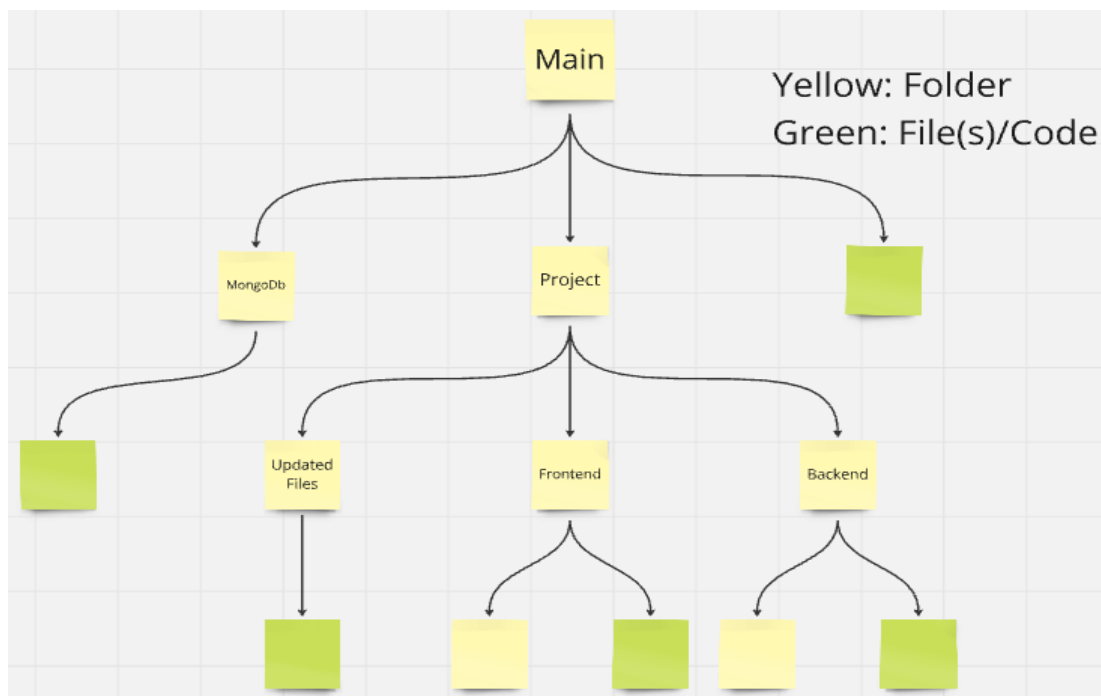 Main
Yellow: Folder
Green: File(s)/Code
MongoDb
Project
Updated
Files
Frontend
Backend